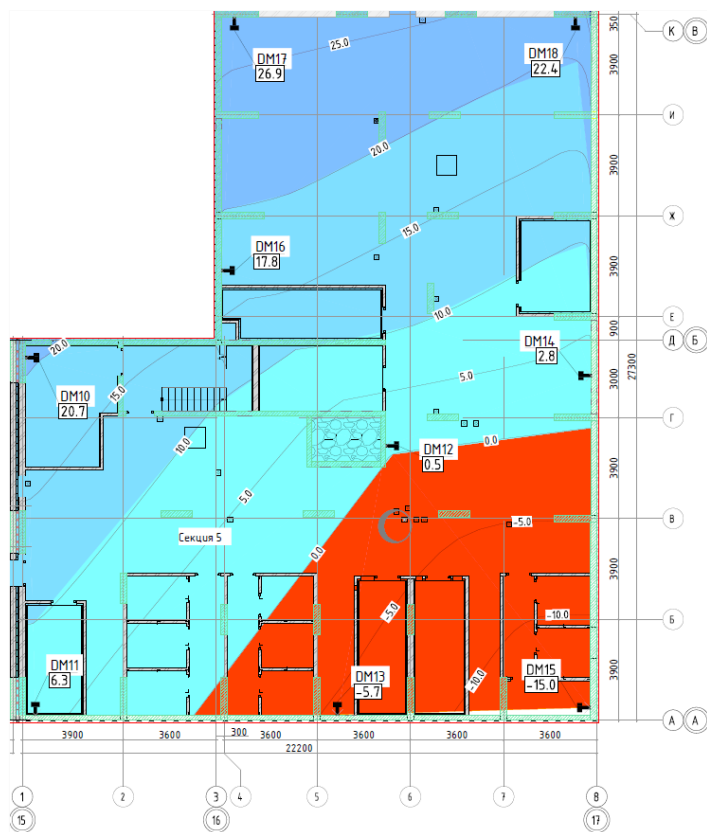 25.0
DM17
26.9
DM18
22.4
350
К
В
3900
И
20.0
3900
Ж
15.0
DM16
17.8
3900
10.0
Е
900
DM14
2.8
Д
Б
20.0
DM10
20.7
15.0
5.0
3000
27300
10.0
Г
0.0
DM12
0.5
3900
5.0
Секция 5
0.0
-5.0
В
3900
-5.0
-10.0
Б
DM11
6.3
DM13
-5.7
-10.0
DM15
-15.0
3900
А
А
3900
3600
300
3600
3600
3600
3600
22200
1
2
3
4
5
6
7
8
15
16
17